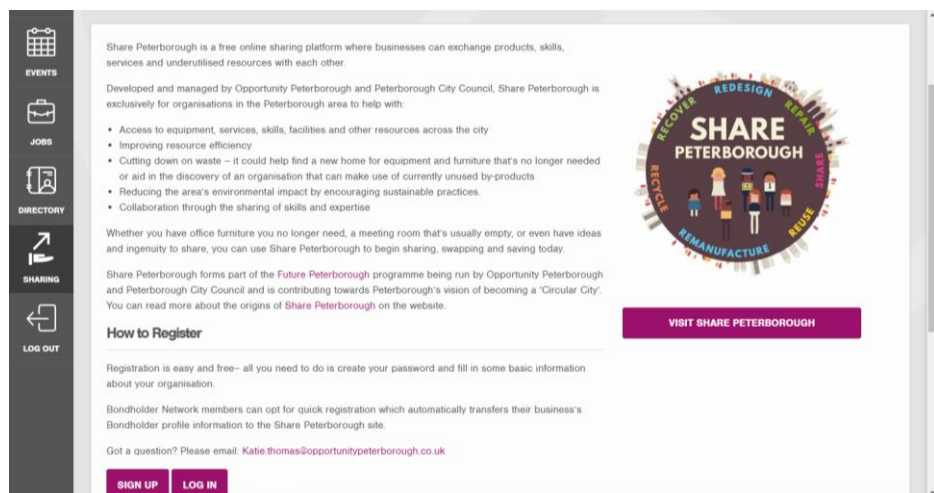 EVENTS
JOBS
DIRECTORY
SHARING
LOG OUT
Share Peterborough is a free online sharing platform where businesses can exchange products, skills,
services and underutilised resources with each other.
Developed and managed by Opportunity Peterborough and Peterborough City Council, Share Peterborough is
exclusively for organisations in the Peterborough area to help with:
• Access to equipment, services, skills, facilities and other resources across the city
• Improving resource efficiency
• Cutting down on waste – it could help find a new home for equipment and furniture that's no longer needed
or aid in the discovery of an organisation that can make use of currently unused by-products
• Reducing the area's environmental impact by encouraging sustainable practices.
• Collaboration through the sharing of skills and expertise
Whether you have office furniture you no longer need, a meeting room that's usually empty, or even have ideas
and ingenuity to share, you can use Share Peterborough to begin sharing, swapping and saving today.
Share Peterborough forms part of the Future Peterborough programme being run by Opportunity Peterborough
and Peterborough City Council and is contributing towards Peterborough's vision of becoming a 'Circular City'.
You can read more about the origins of Share Peterborough on the website.
How to Register
Registration is easy and free– all you need to do is create your password and fill in some basic information
about your organisation.
Bondholder Network members can opt for quick registration which automatically transfers their business's
Bondholder profile information to the Share Peterborough site.
Got a question? Please email: Katie.thomas@opportunitypeterborough.co.uk
SIGN UP
LOG IN
RECOVER
REDESIGN
REPAIR
SHARE
REUSE
REMANUFACTURE
RECYCLE
SHARE
PETERBOROUGH
VISIT SHARE PETERBOROUGH